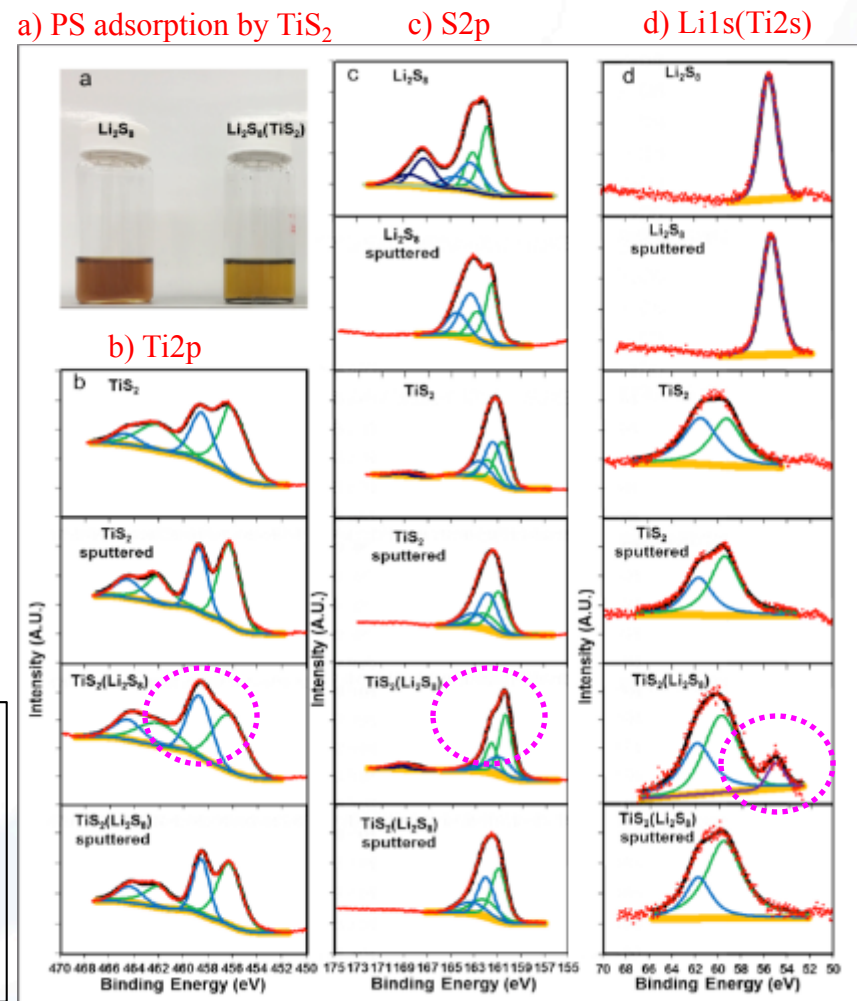 a) PS adsorption by TiS₂
c) S2p
d) Li1s(Ti2s)
a
Li₂S₈
Li₂S₈(TiS₂)
b) Ti2p
b
TiS₂
TiS₂
sputtered
TiS₂(Li₂S₈)
TiS₂(Li₂S₈)
sputtered
Intensity (A.U.)
470 468 466 464 462 460 458 456 454 452 450
Binding Energy (eV)
c
Li₂S₈
Li₂S₈
sputtered
TiS₂
TiS₂
sputtered
TiS₂(Li₂S₈)
TiS₂(Li₂S₈)
sputtered
Intensity (A.U.)
175 173 171 169 167 165 163 161 159 157 155
Binding Energy (eV)
d
Li₂S₈
Li₂S₈
sputtered
TiS₂
TiS₂
sputtered
TiS₂(Li₂S₈)
TiS₂(Li₂S₈)
sputtered
Intensity (A.U.)
70 68 66 64 62 60 58 56 54 52 50
Binding Energy (eV)